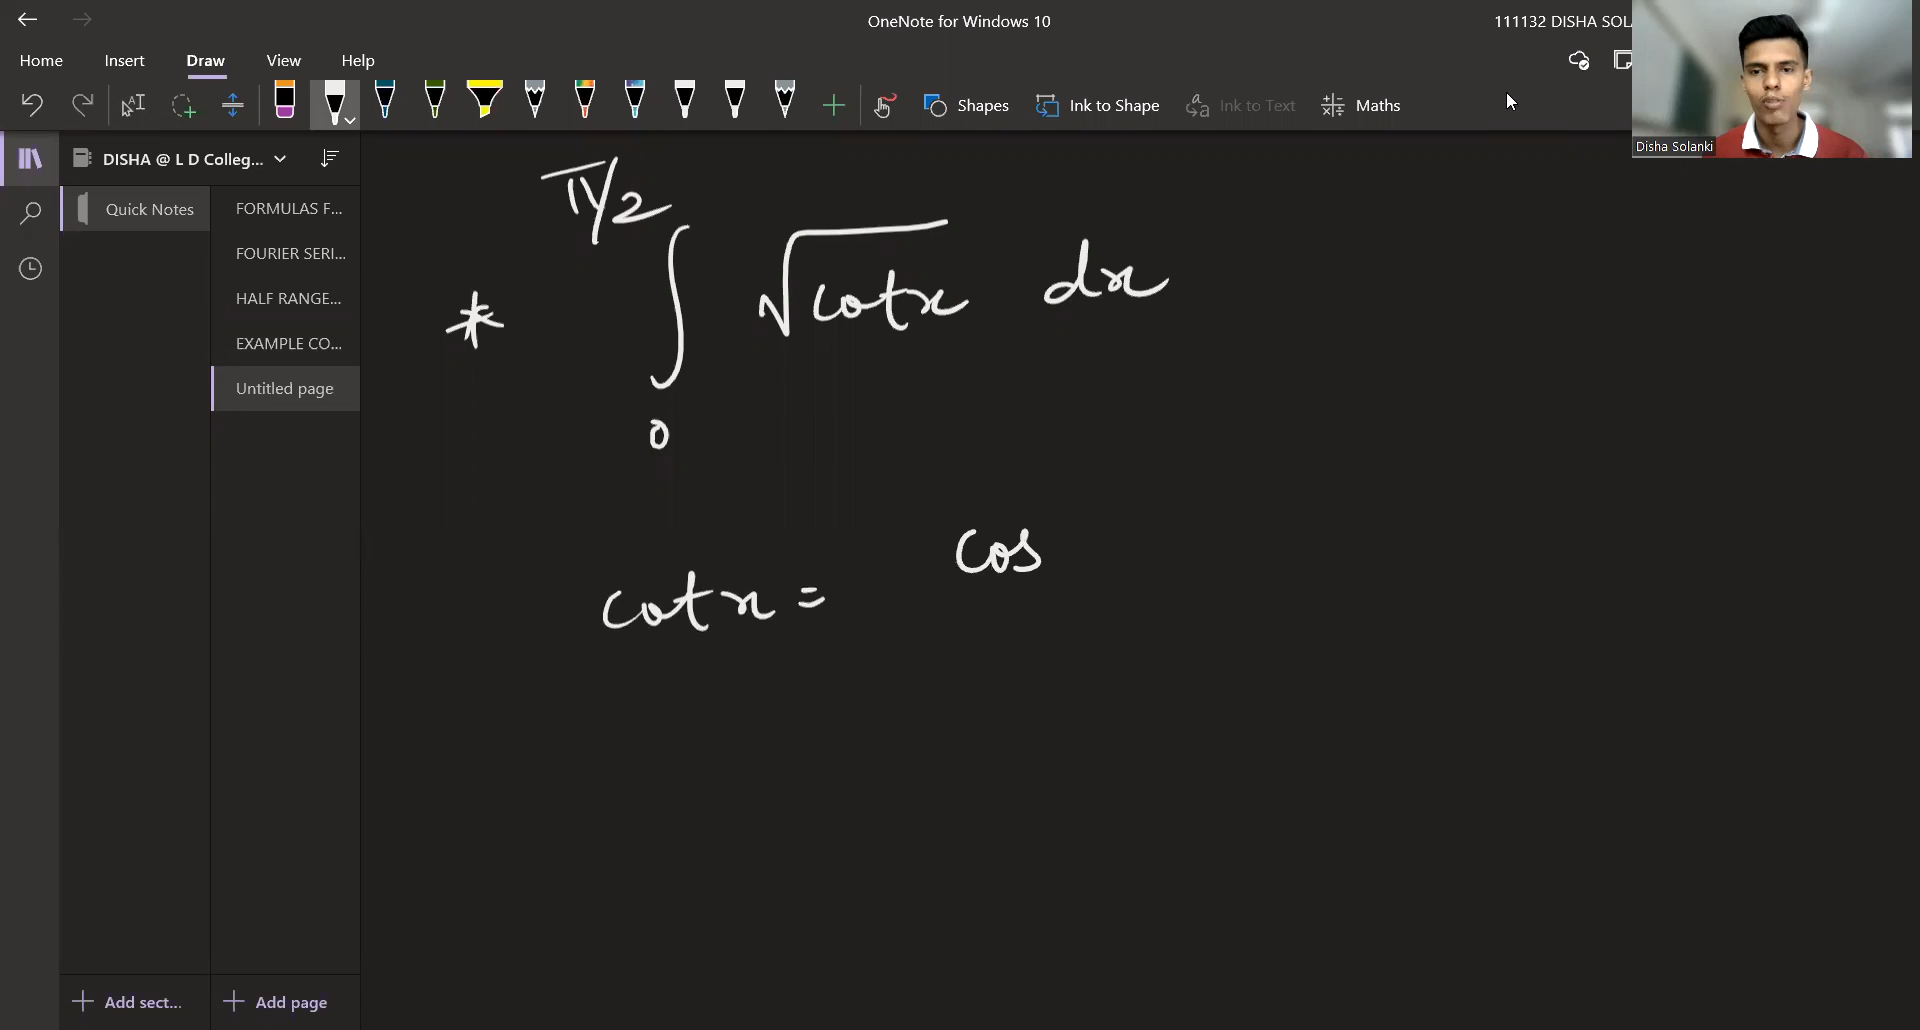 OneNote for Windows 10
111132 DISHA SOLA
Home Insert Draw View Help
Shapes Ink to Shape Ink to Text Maths
Disha Solanki
DISHA @ L D Colleg...
Quick Notes
FORMULAS F...
FOURIER SERI...
HALF RANGE...
EXAMPLE CO...
Untitled page
π/2
* ∫ √cotx dx
0
cos
cotx =
Add sect...
Add page